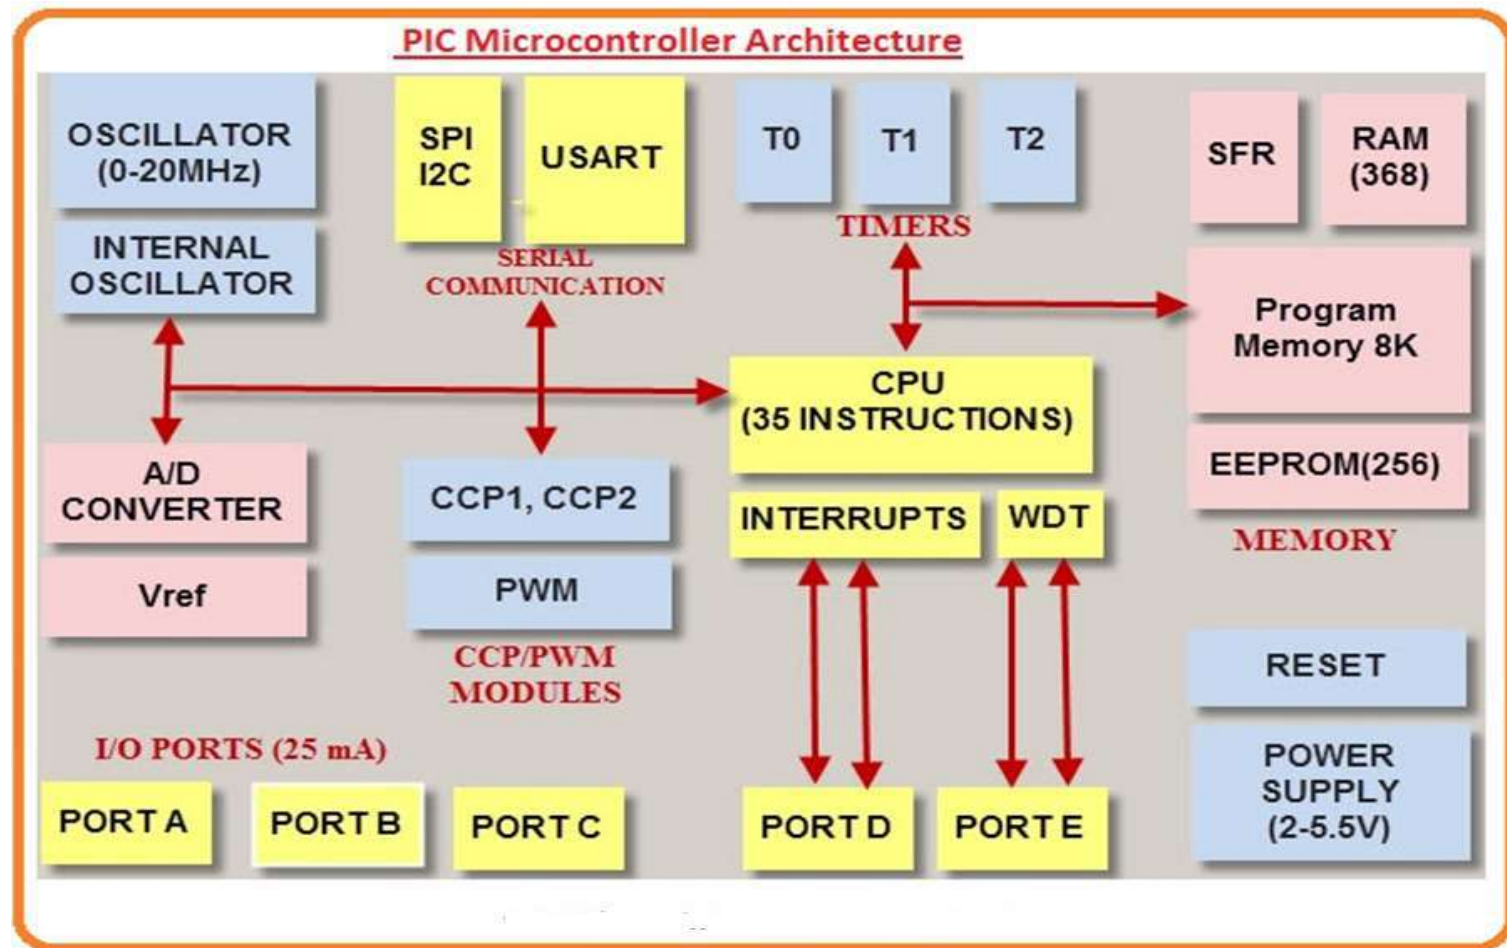 PIC Microcontroller Architecture
OSCILLATOR
(0-20MHz)
INTERNAL
OSCILLATOR
SPI
I2C
USART
SERIAL
COMMUNICATION
T0
T1
T2
TIMERS
SFR
RAM
(368)
Program
Memory 8K
EEPROM(256)
MEMORY
CPU
(35 INSTRUCTIONS)
INTERRUPTS
WDT
A/D
CONVERTER
Vref
CCP1, CCP2
PWM
CCP/PWM
MODULES
RESET
POWER
SUPPLY
(2-5.5V)
I/O PORTS (25 mA)
PORT A
PORT B
PORT C
PORT D
PORT E